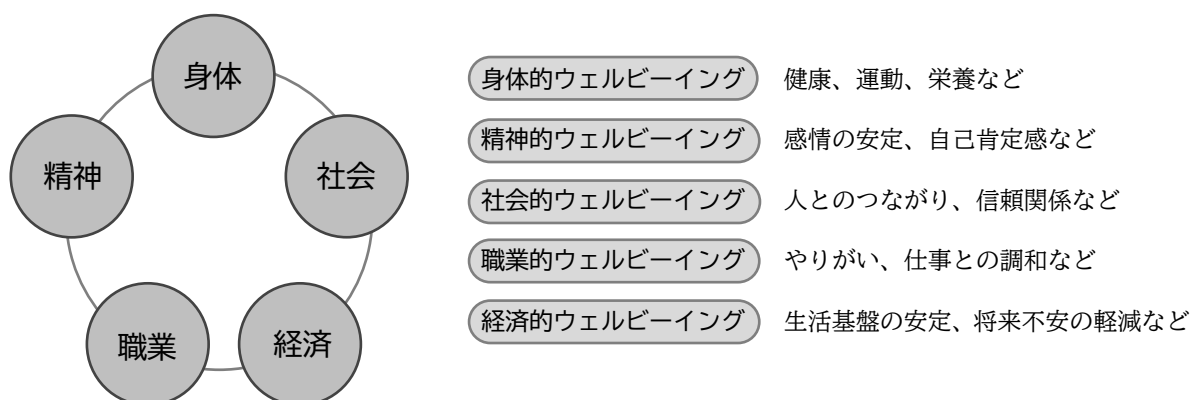 身体
精神
社会
職業
経済
身体的ウェルビーイング 健康、運動、栄養など
精神的ウェルビーイング 感情の安定、自己肯定感など
社会的ウェルビーイング 人とのつながり、信頼関係など
職業的ウェルビーイング やりがい、仕事との調和など
経済的ウェルビーイング 生活基盤の安定、将来不安の軽減など